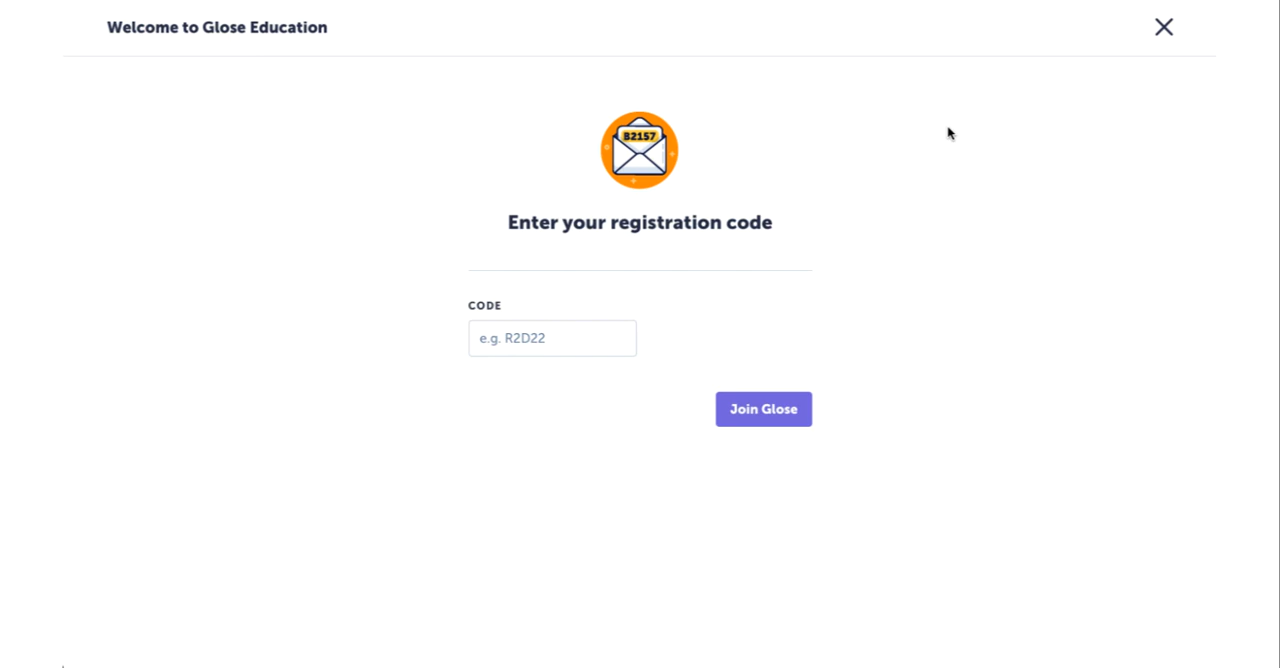 Welcome to Glose Education
B2157
Enter your registration code
CODE
e.g. R2D22
Join Glose